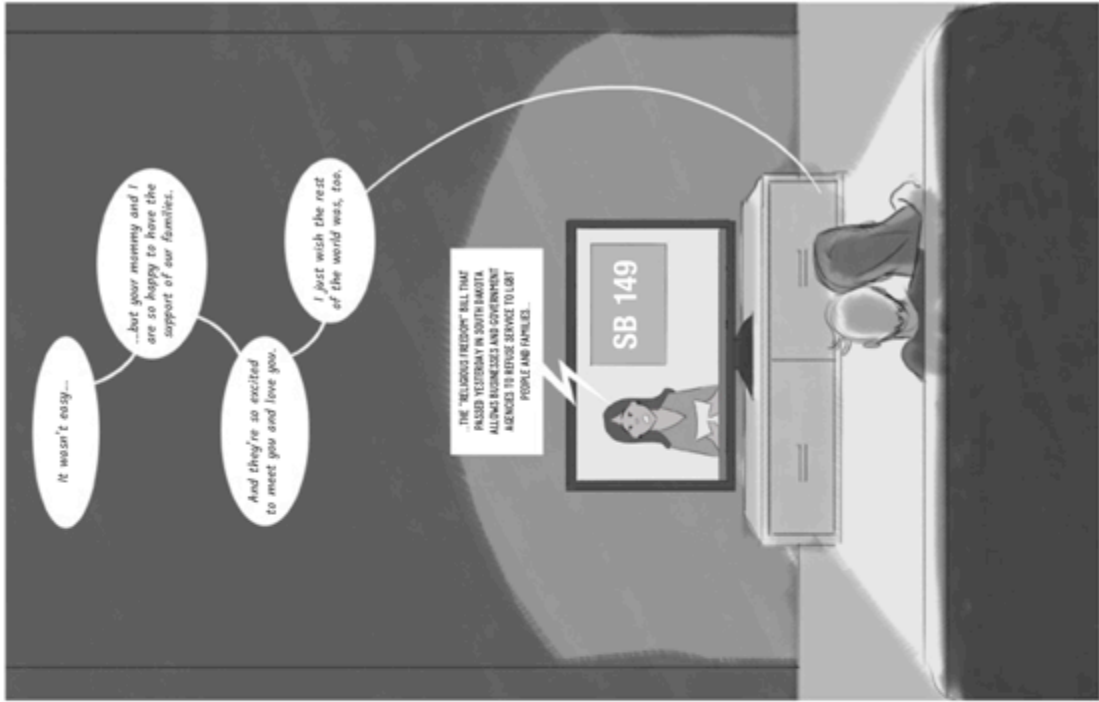 It wasn't easy...
...but your mommy and I
are so happy to have the
support of our families.
And they're so excited
to meet you and love you.
I just wish the rest
of the world was, too.
...THE "RELIGIOUS FREEDOM" BILL THAT
PASSED YESTERDAY IN SOUTH DAKOTA
ALLOWS BUSINESSES AND GOVERNMENT
AGENCIES TO REFUSE SERVICE TO LGBT
PEOPLE AND FAMILIES...
SB 149